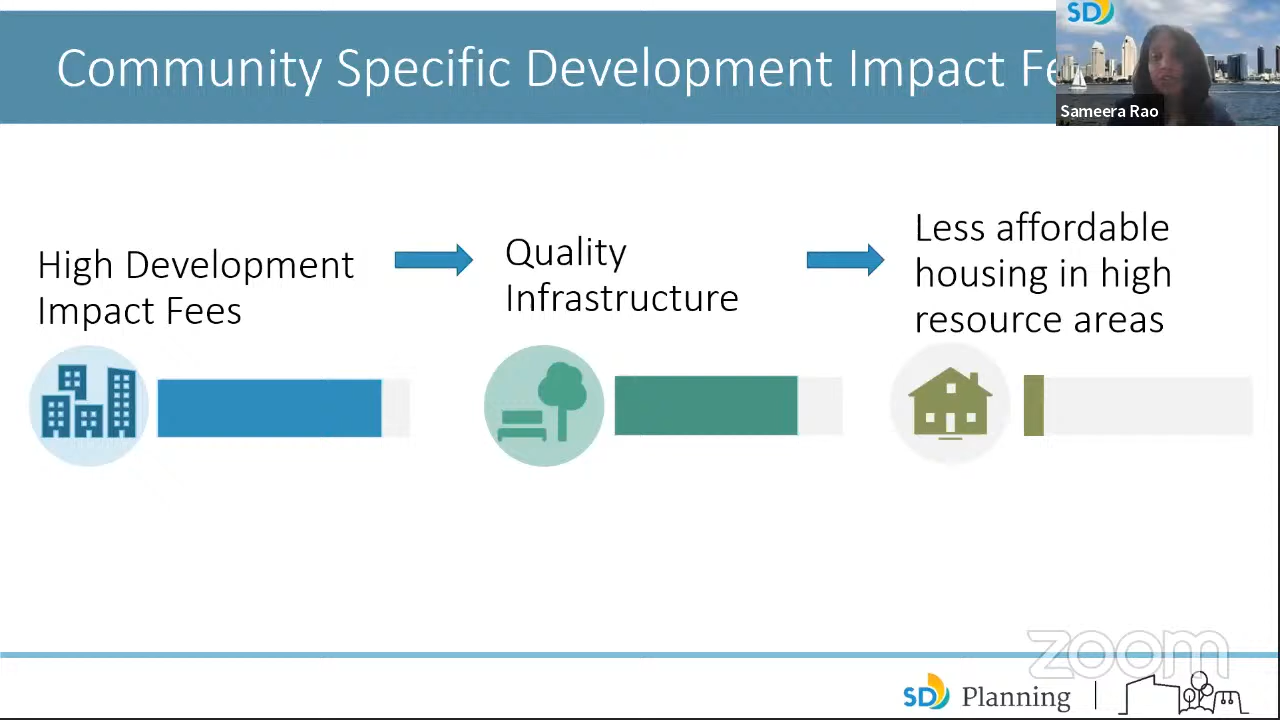 Community Specific Development Impact
SD
Sameera Rao
High Development
Impact Fees
Quality
Infrastructure
Less affordable
housing in high
resource areas
zoom
SD Planning